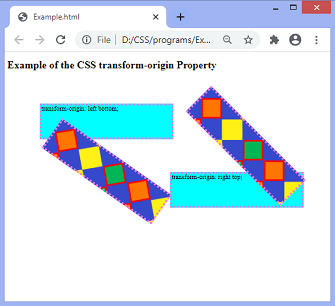 Example.html
File | D:/CSS/programs/Ex...
Example of the CSS transform-origin Property
transform-origin: left bottom;
transform-origin: right top;